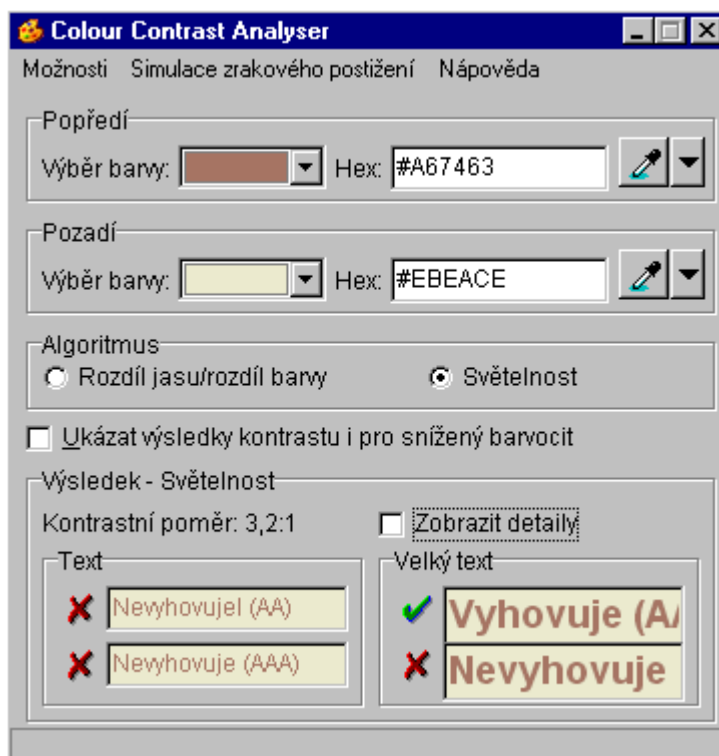 Colour Contrast Analyser
Možnosti Simulace zrakového postižení Nápověda
Popředí
Výběr barvy: Hex: #A67463
Pozadí
Výběr barvy: Hex: #EBEACE
Algoritmus
Rozdíl jasu/rozdíl barvy Světelnost
Ukázat výsledky kontrastu i pro snížený barvocit
Výsledek - Světelnost
Kontrastní poměr: 3,2:1 Zobrazit detaily
Text Velký text
Nevyhovujel (AA) Vyhovuje (AA
Nevyhovuje (AAA) Nevyhovuje